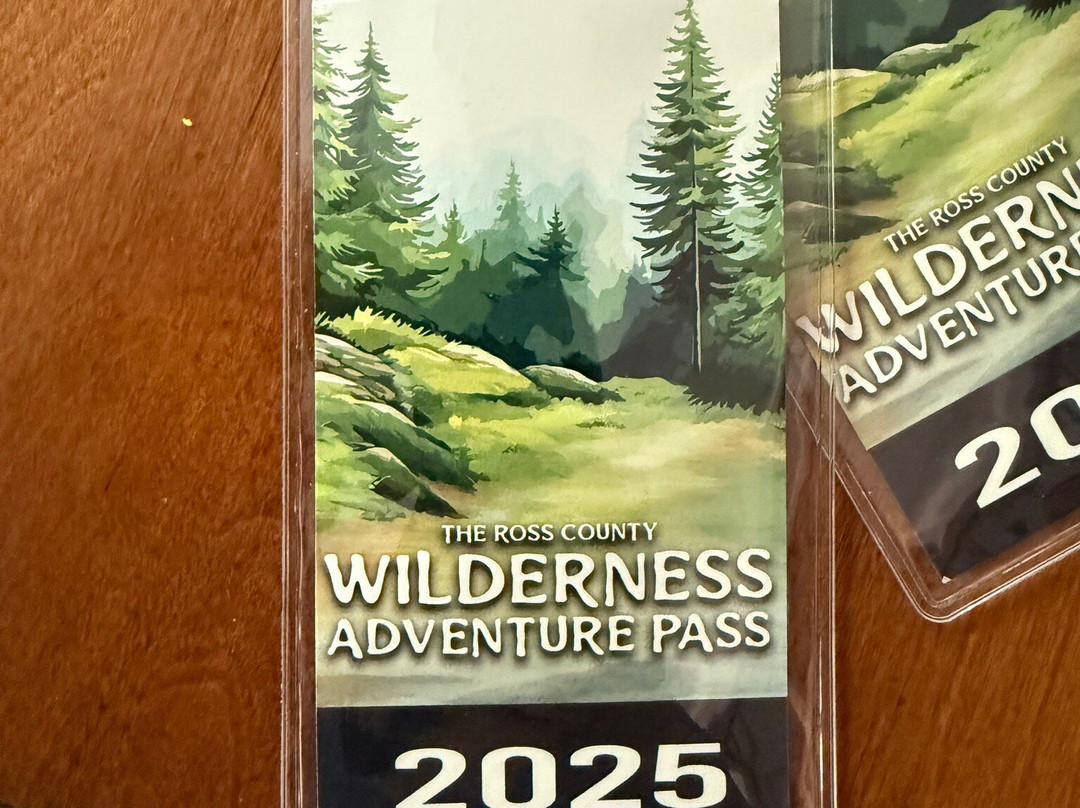 THE ROSS COUNTY
WILDERNESS
ADVENTURE PASS
2025
THE ROSS COUNTY